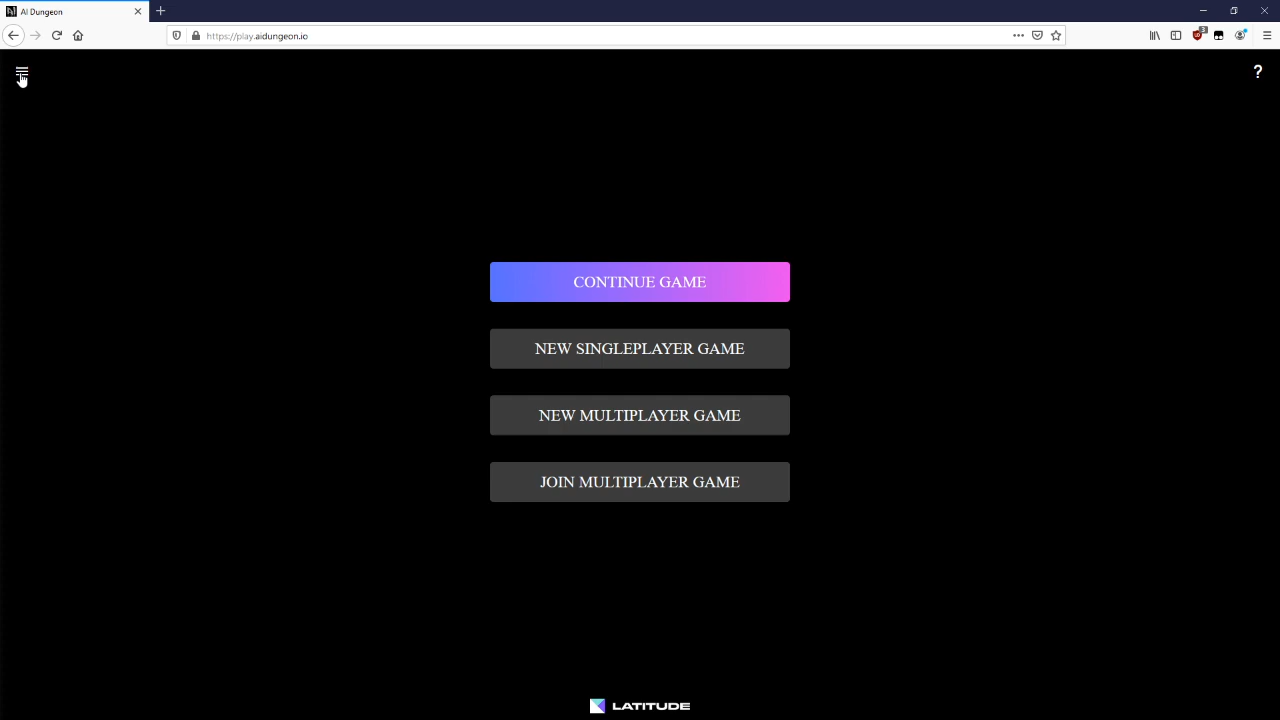 AI Dungeon
https://play.aidungeon.io
?
CONTINUE GAME
NEW SINGLEPLAYER GAME
NEW MULTIPLAYER GAME
JOIN MULTIPLAYER GAME
LATITUDE